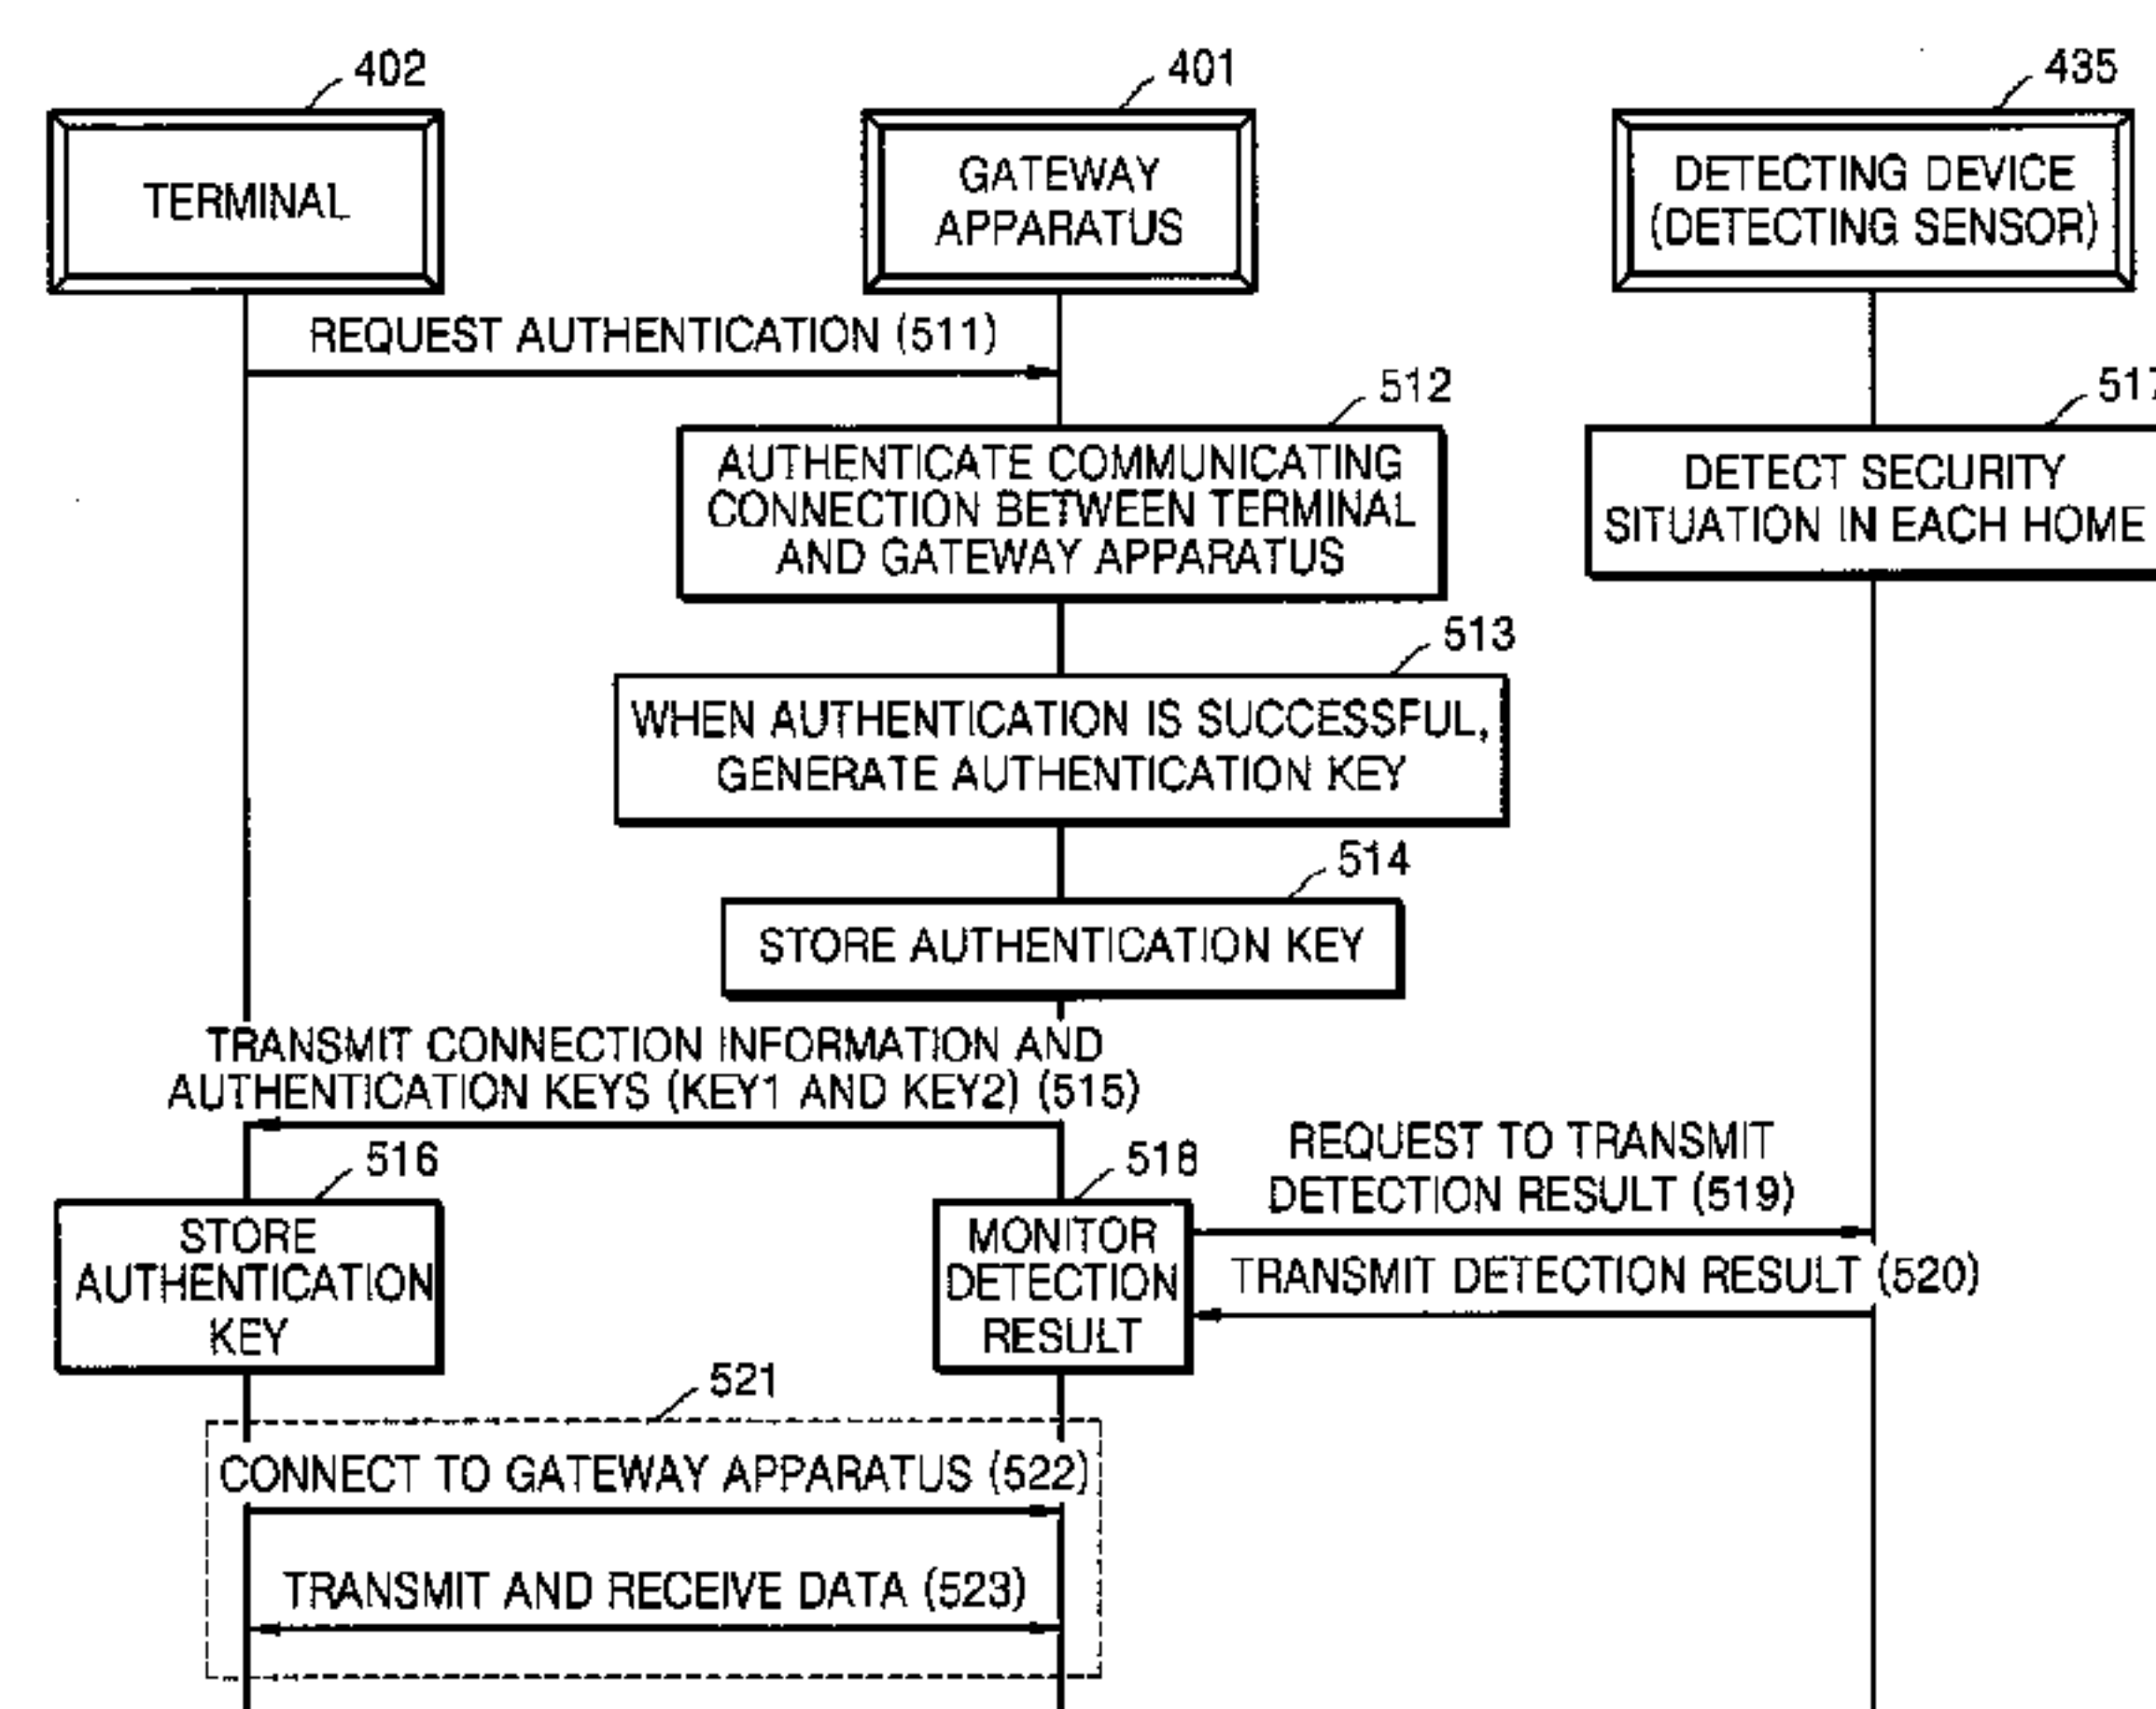 402
401
435
TERMINAL
GATEWAY
APPARATUS
DETECTING DEVICE
(DETECTING SENSOR)
REQUEST AUTHENTICATION (511)
512
517
AUTHENTICATE COMMUNICATING
CONNECTION BETWEEN TERMINAL
AND GATEWAY APPARATUS
DETECT SECURITY
SITUATION IN EACH HOME
513
WHEN AUTHENTICATION IS SUCCESSFUL,
GENERATE AUTHENTICATION KEY
514
STORE AUTHENTICATION KEY
TRANSMIT CONNECTION INFORMATION AND
AUTHENTICATION KEYS (KEY1 AND KEY2) (515)
516
518
REQUEST TO TRANSMIT
DETECTION RESULT (519)
STORE
AUTHENTICATION
KEY
MONITOR
DETECTION
RESULT
TRANSMIT DETECTION RESULT (520)
521
CONNECT TO GATEWAY APPARATUS (522)
TRANSMIT AND RECEIVE DATA (523)